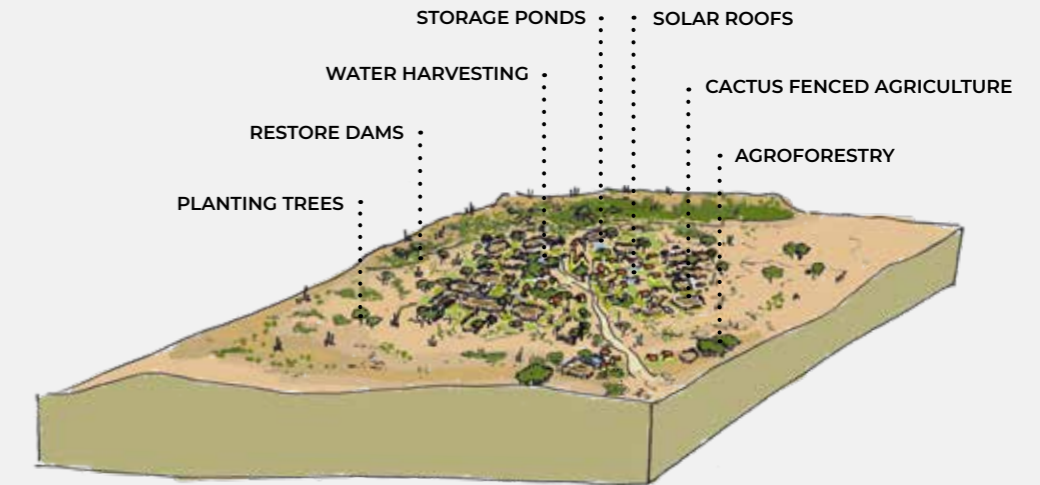 STORAGE PONDS
SOLAR ROOFS
WATER HARVESTING
CACTUS FENCED AGRICULTURE
RESTORE DAMS
AGROFORESTRY
PLANTING TREES